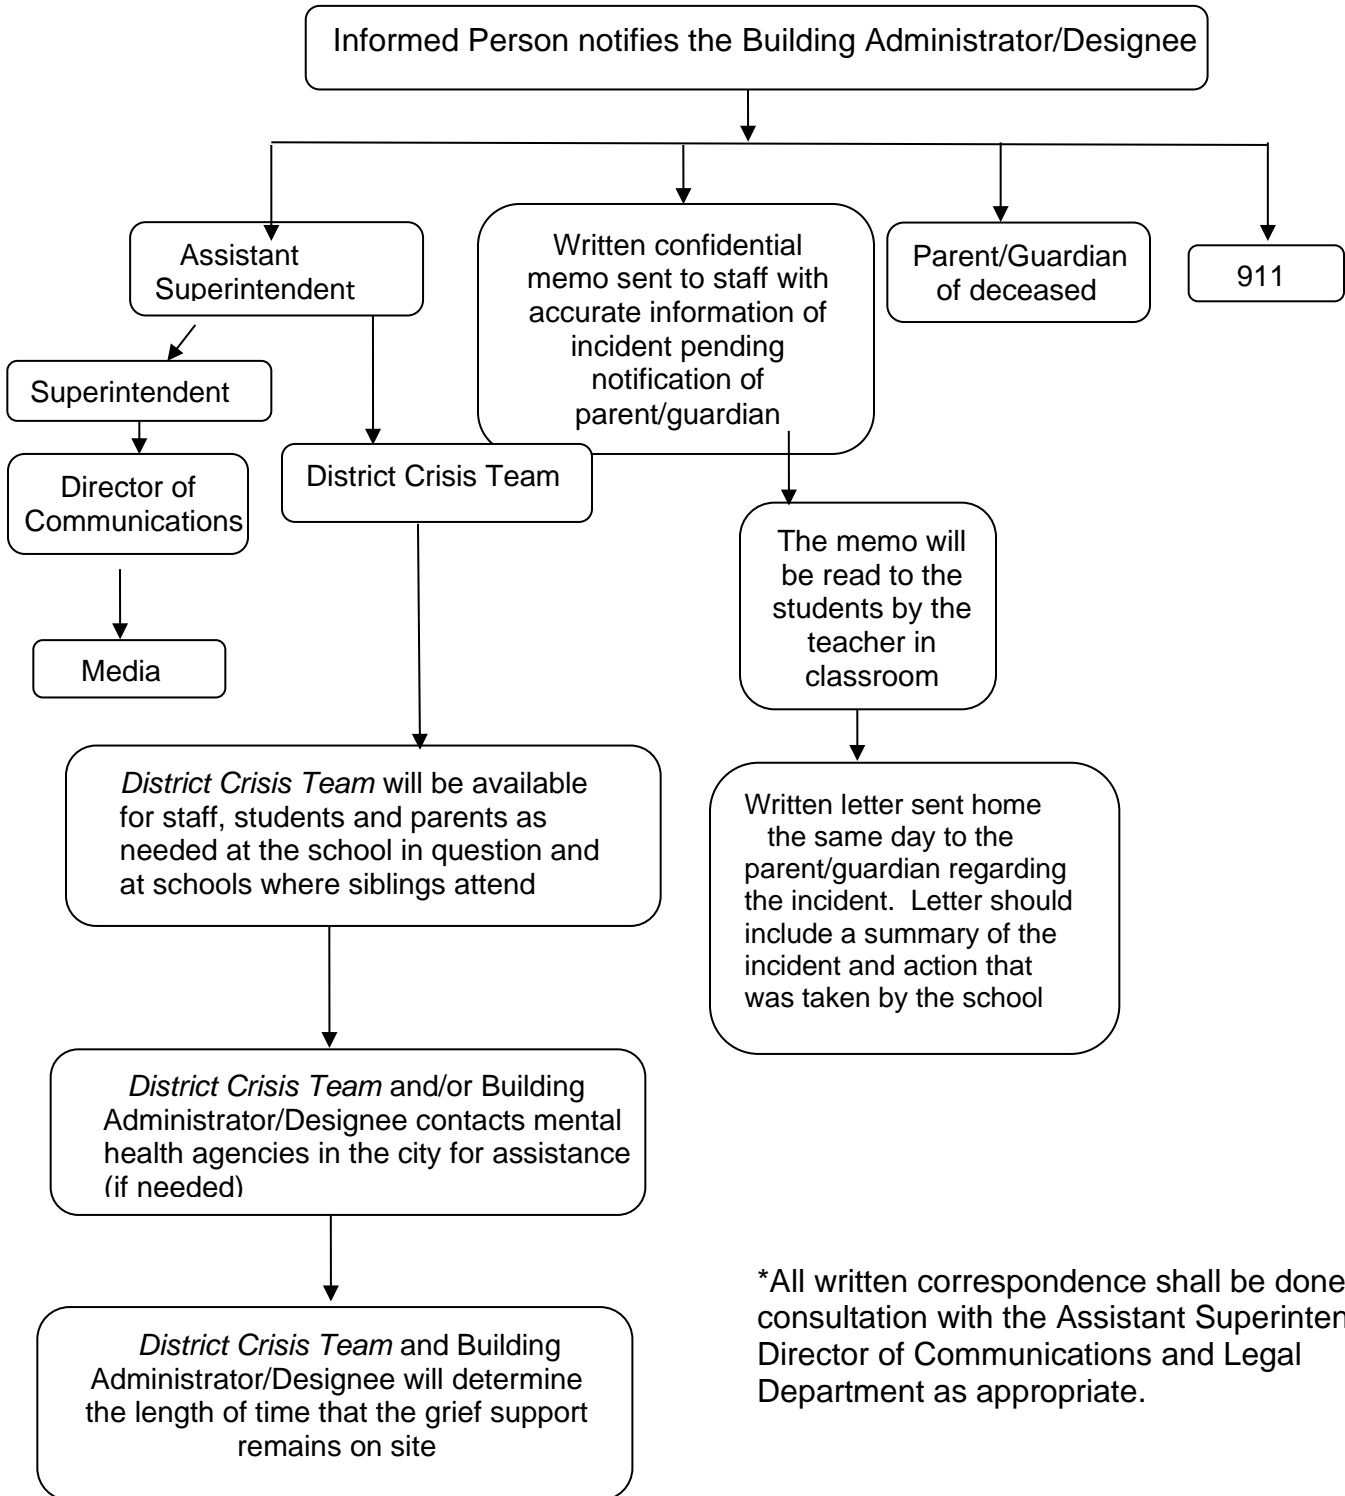 Informed Person notifies the Building Administrator/Designee
Assistant
Superintendent
Written confidential
memo sent to staff with
accurate information of
incident pending
notification of
parent/guardian
Parent/Guardian
of deceased
911
Superintendent
Director of
Communications
Media
District Crisis Team
The memo will
be read to the
students by the
teacher in
classroom
District Crisis Team will be available
for staff, students and parents as
needed at the school in question and
at schools where siblings attend
Written letter sent home
the same day to the
parent/guardian regarding
the incident. Letter should
include a summary of the
incident and action that
was taken by the school
District Crisis Team and/or Building
Administrator/Designee contacts mental
health agencies in the city for assistance
(if needed)
District Crisis Team and Building
Administrator/Designee will determine
the length of time that the grief support
remains on site
*All written correspondence shall be done
consultation with the Assistant Superinten
Director of Communications and Legal
Department as appropriate.